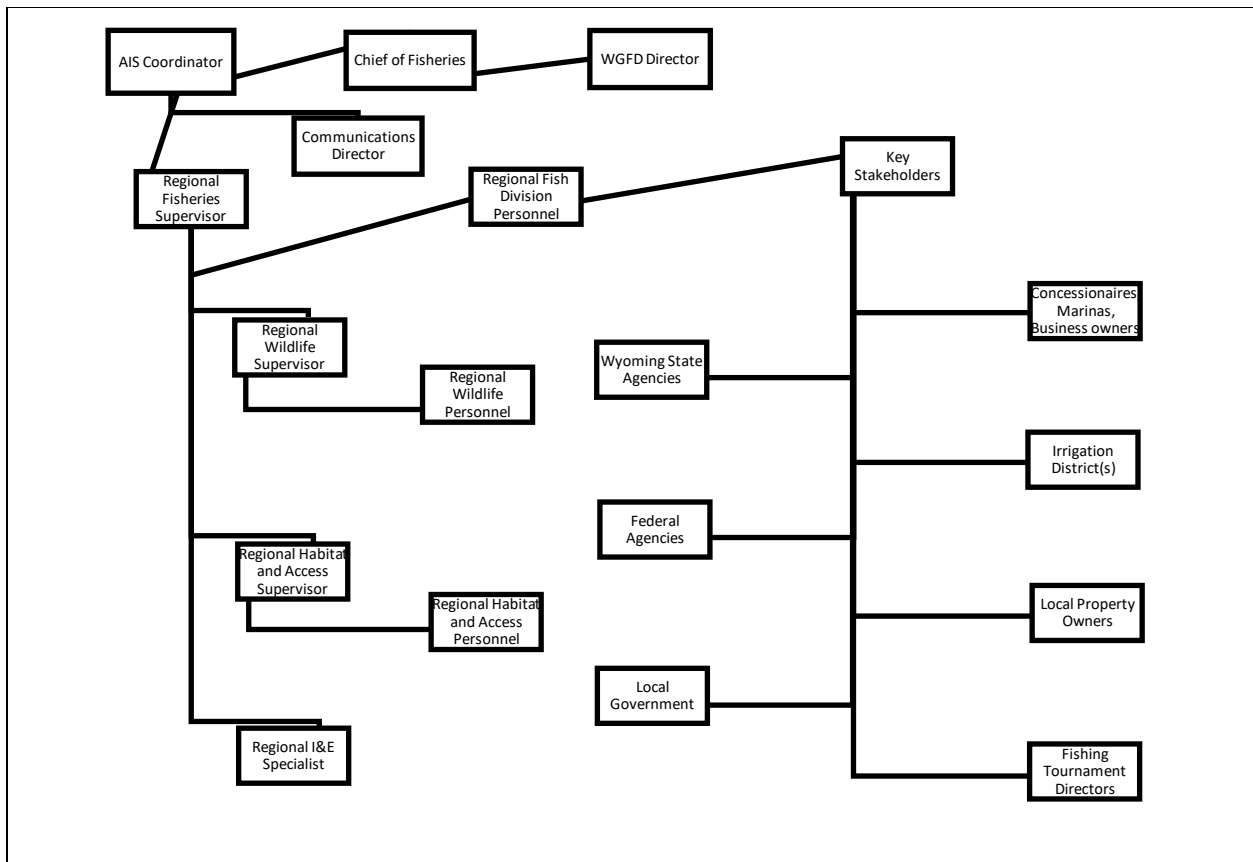 AIS Coordinator
Chief of Fisheries
WGFD Director
Communications
Director
Regional
Fisheries
Supervisor
Regional Fish
Division
Personnel
Key
Stakeholders
Regional
Wildlife
Supervisor
Regional
Wildlife
Personnel
Regional Habitat
and Access
Supervisor
Regional Habitat
and Access
Personnel
Regional I&E
Specialist
Wyoming State
Agencies
Federal
Agencies
Local
Government
Concessionaires
Marinas,
Business owners
Irrigation
District(s)
Local Property
Owners
Fishing
Tournament
Directors